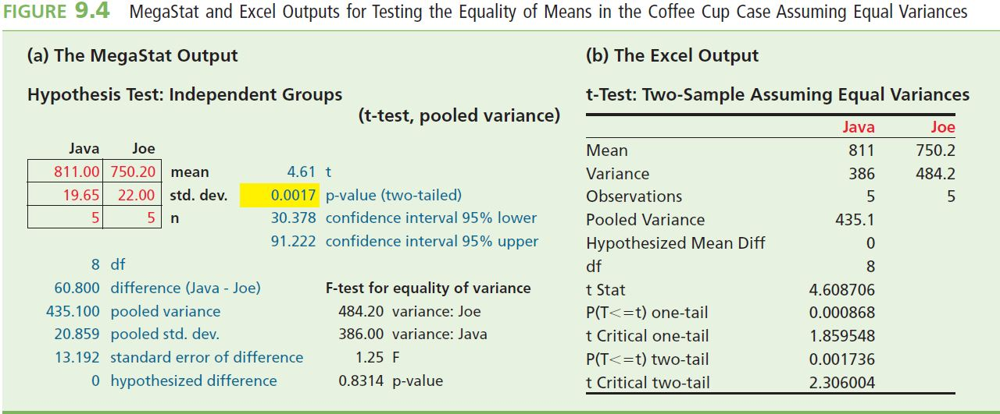 FIGURE 9.4 MegaStat and Excel Outputs for Testing the Equality of Means in the Coffee Cup Case Assuming Equal Variances
(a) The MegaStat Output
Hypothesis Test: Independent Groups
(t-test, pooled variance)
Java Joe
811.00 750.20 mean 4.61 t
19.65 22.00 std. dev. 0.0017 p-value (two-tailed)
5 5 n 30.378 confidence interval 95% lower
91.222 confidence interval 95% upper
8 df
60.800 difference (Java - Joe) F-test for equality of variance
435.100 pooled variance 484.20 variance: Joe
20.859 pooled std. dev. 386.00 variance: Java
13.192 standard error of difference 1.25 F
0 hypothesized difference 0.8314 p-value
(b) The Excel Output
t-Test: Two-Sample Assuming Equal Variances
Java Joe
Mean 811 750.2
Variance 386 484.2
Observations 5 5
Pooled Variance 435.1
Hypothesized Mean Diff 0
df 8
t Stat 4.608706
P(T<=t) one-tail 0.000868
t Critical one-tail 1.859548
P(T<=t) two-tail 0.001736
t Critical two-tail 2.306004